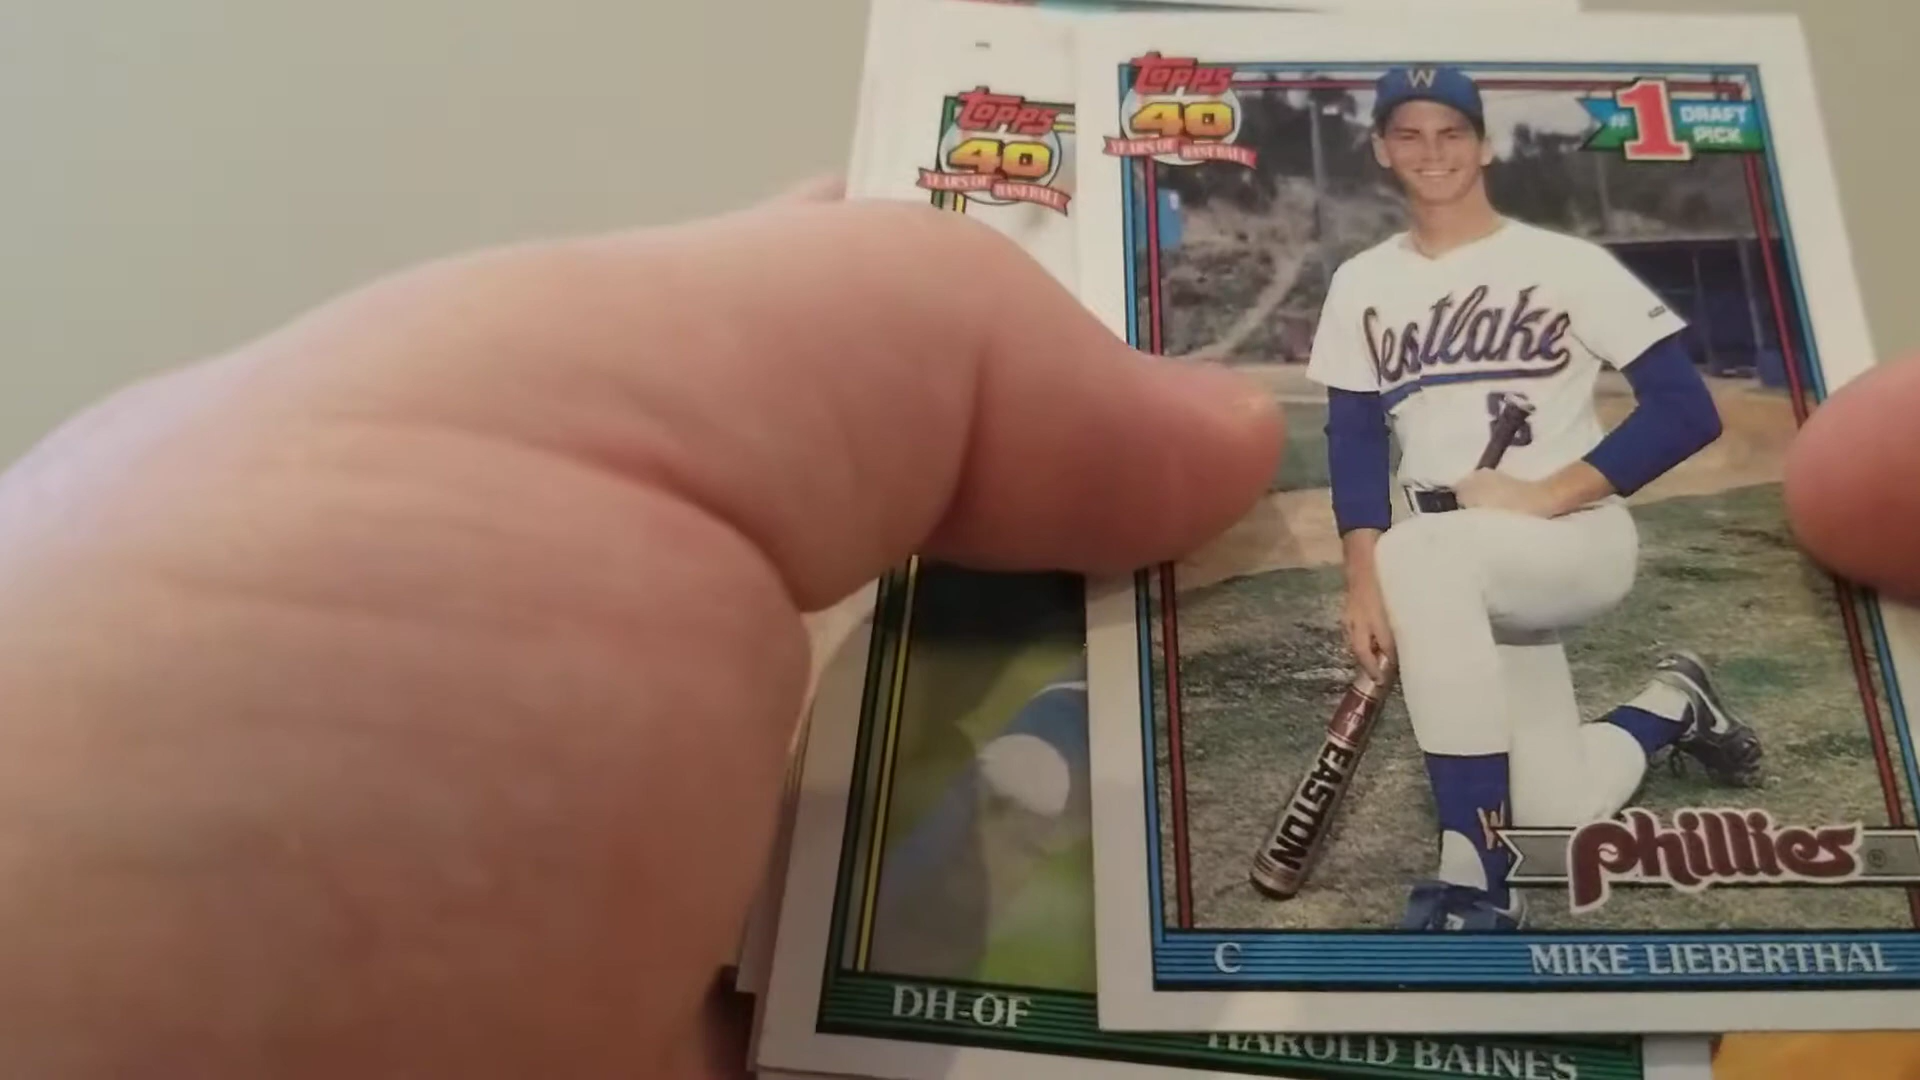 Topps
40
YEARS OF BASEBALL
Topps
40
YEARS OF BASEBALL
W
#1 DRAFT
PICK
Westlake
EASTON
Phillies
C MIKE LIEBERTHAL
DH-OF
HAROLD BAINES